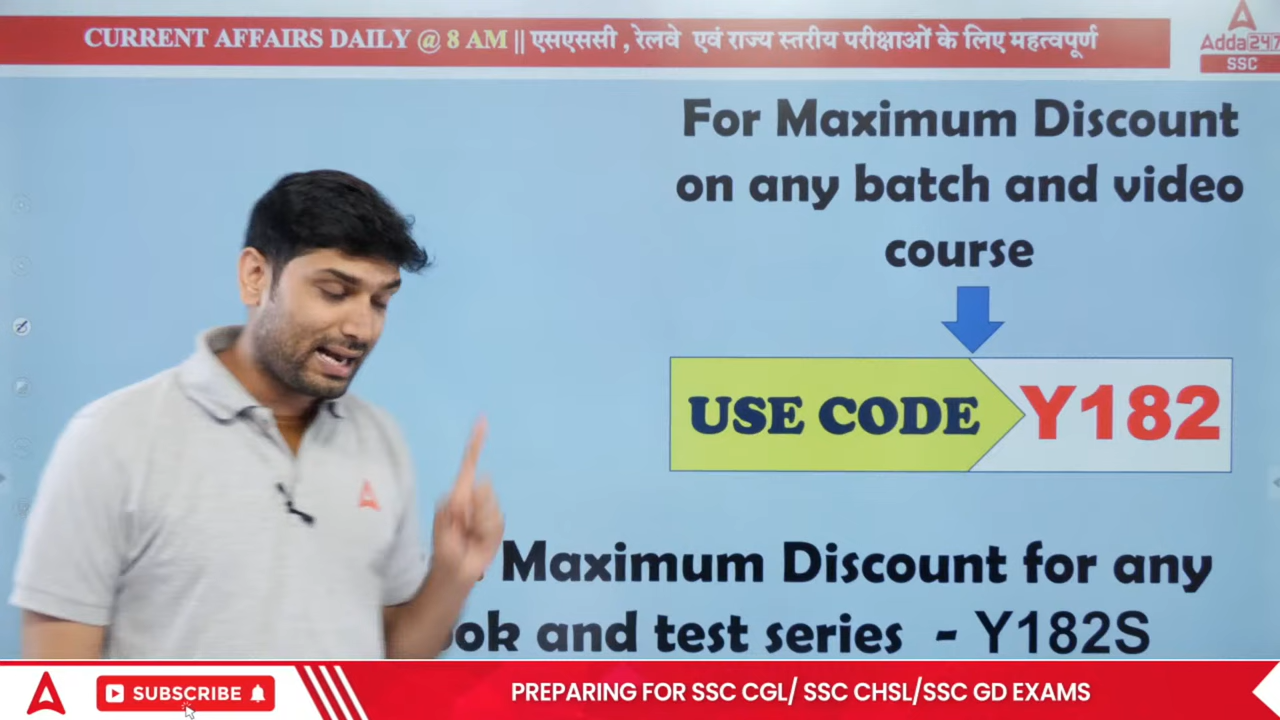 CURRENT AFFAIRS DAILY @ 8 AM || एसएससी , रेलवे एवं राज्य स्तरीय परीक्षाओं के लिए महत्वपूर्ण
Adda247
SSC
For Maximum Discount
on any batch and video
course
USE CODE Y182
Maximum Discount for any
ok and test series - Y182S
SUBSCRIBE
PREPARING FOR SSC CGL/ SSC CHSL/SSC GD EXAMS